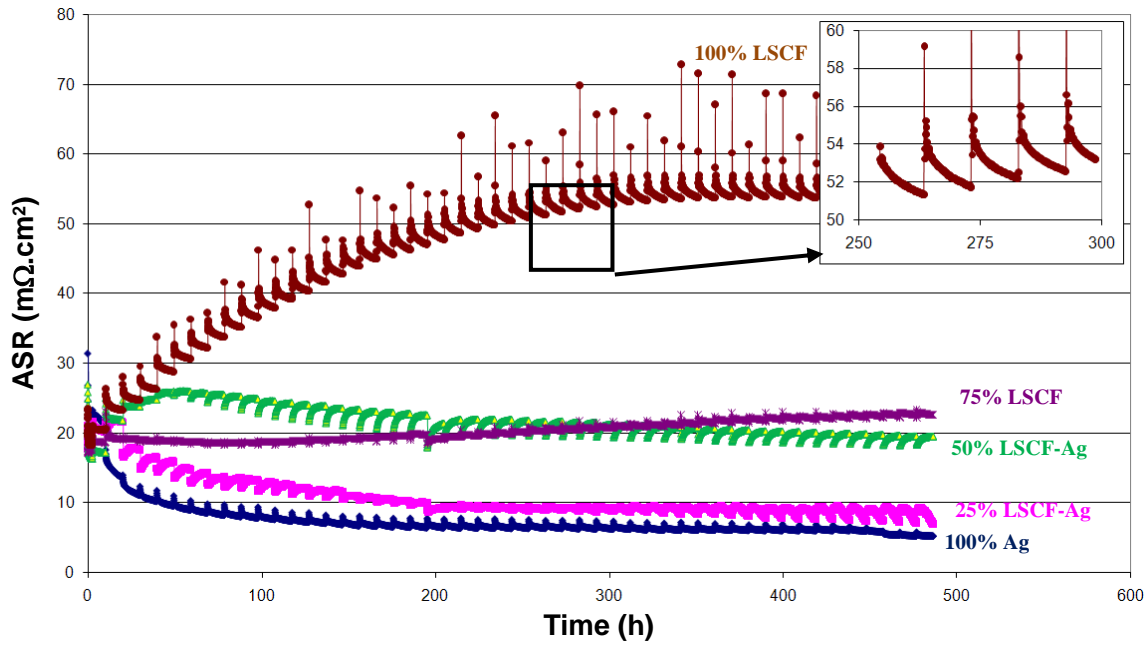 80
70
60
50
40
30
20
10
0
ASR (mΩ.cm²)
0 100 200 300 400 500 600
Time (h)
100% LSCF
75% LSCF
50% LSCF-Ag
25% LSCF-Ag
100% Ag
60
58
56
54
52
50
250 275 300